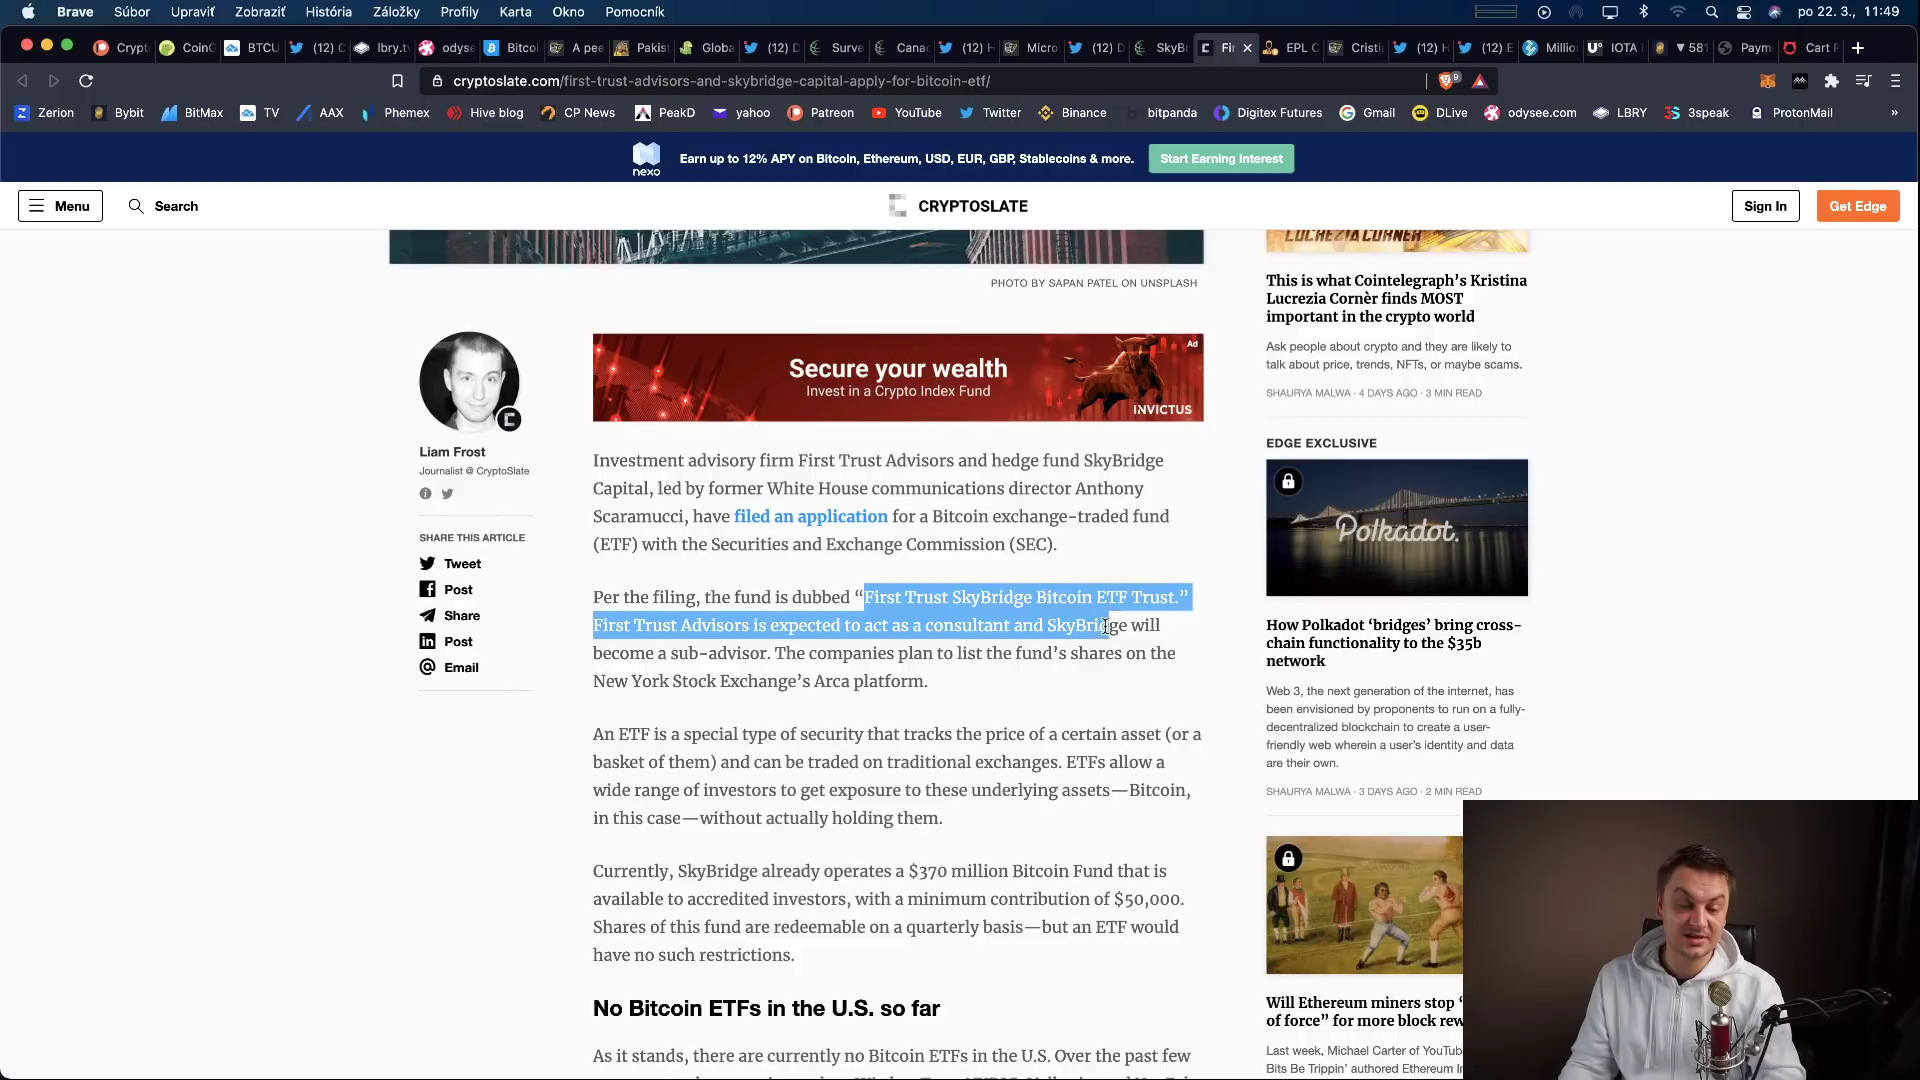 Brave Súbor Upraviť Zobraziť História Záložky Profily Karta Okno Pomocník po 22. 3., 11:49
Crypt CoinG BTCU (12) C lbry.tv odyse Bitcoi A pee Pakist Globa (12) D Surve Canad (12) H Micro (12) D SkyBr Fir EPL C Cristia (12) H (12) E Million IOTA ▼ 581 Paym Cart F
cryptoslate.com/first-trust-advisors-and-skybridge-capital-apply-for-bitcoin-etf/ 9
Zerion Bybit BitMax TV AAX Phemex Hive blog CP News PeakD yahoo Patreon YouTube Twitter Binance bitpanda Digitex Futures Gmail DLive odysee.com LBRY 3speak ProtonMail »
nexo Earn up to 12% APY on Bitcoin, Ethereum, USD, EUR, GBP, Stablecoins & more. Start Earning Interest
Menu Search CRYPTOSLATE Sign In Get Edge
PHOTO BY SAPAN PATEL ON UNSPLASH
Liam Frost
Journalist @ CryptoSlate
SHARE THIS ARTICLE
Tweet
Post
Share
Post
Email
Ad
Secure your wealth
Invest in a Crypto Index Fund
INVICTUS
Investment advisory firm First Trust Advisors and hedge fund SkyBridge
Capital, led by former White House communications director Anthony
Scaramucci, have filed an application for a Bitcoin exchange-traded fund
(ETF) with the Securities and Exchange Commission (SEC).
Per the filing, the fund is dubbed “First Trust SkyBridge Bitcoin ETF Trust.”
First Trust Advisors is expected to act as a consultant and SkyBridge will
become a sub-advisor. The companies plan to list the fund’s shares on the
New York Stock Exchange’s Arca platform.
An ETF is a special type of security that tracks the price of a certain asset (or a
basket of them) and can be traded on traditional exchanges. ETFs allow a
wide range of investors to get exposure to these underlying assets—Bitcoin,
in this case—without actually holding them.
Currently, SkyBridge already operates a $370 million Bitcoin Fund that is
available to accredited investors, with a minimum contribution of $50,000.
Shares of this fund are redeemable on a quarterly basis—but an ETF would
have no such restrictions.
No Bitcoin ETFs in the U.S. so far
As it stands, there are currently no Bitcoin ETFs in the U.S. Over the past few
LUCREZIA CORNER
This is what Cointelegraph’s Kristina
Lucrezia Cornèr finds MOST
important in the crypto world
Ask people about crypto and they are likely to
talk about price, trends, NFTs, or maybe scams.
SHAURYA MALWA · 4 DAYS AGO · 3 MIN READ
EDGE EXCLUSIVE
Polkadot.
How Polkadot ‘bridges’ bring cross-
chain functionality to the $35b
network
Web 3, the next generation of the internet, has
been envisioned by proponents to run on a fully-
decentralized blockchain to create a user-
friendly web wherein a user’s identity and data
are their own.
SHAURYA MALWA · 3 DAYS AGO · 2 MIN READ
Will Ethereum miners stop
of force” for more block rew
Last week, Michael Carter of YouTub
Bits Be Trippin’ authored Ethereum Im